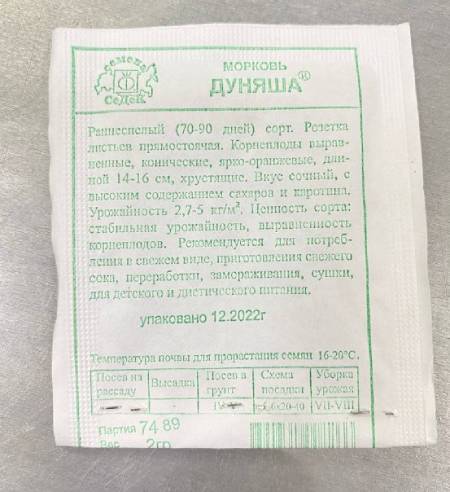 Семена
СеДеК
МОРКОВЬ
ДУНЯША®
Раннеспелый (70-90 дней) сорт. Розетка
листьев прямостоячая. Корнеплоды вырав-
ненные, конические, ярко-оранжевые, дли-
ной 14-16 см, хрустящие. Вкус сочный, с
высоким содержанием сахаров и каротина.
Урожайность 2,7-5 кг/м². Ценность сорта:
стабильная урожайность, выравненность
корнеплодов. Рекомендуется для потреб-
ления в свежем виде, приготовления свежего
сока, переработки, замораживания, сушки,
для детского и диетического питания.
упаковано 12.2022г
Температура почвы для прорастания семян 16-20°С.
Посев на рассаду Высадка Посев в грунт Схема посадки Уборка урожая
- VII-VIII
Партия 74 89
Вес 2гр